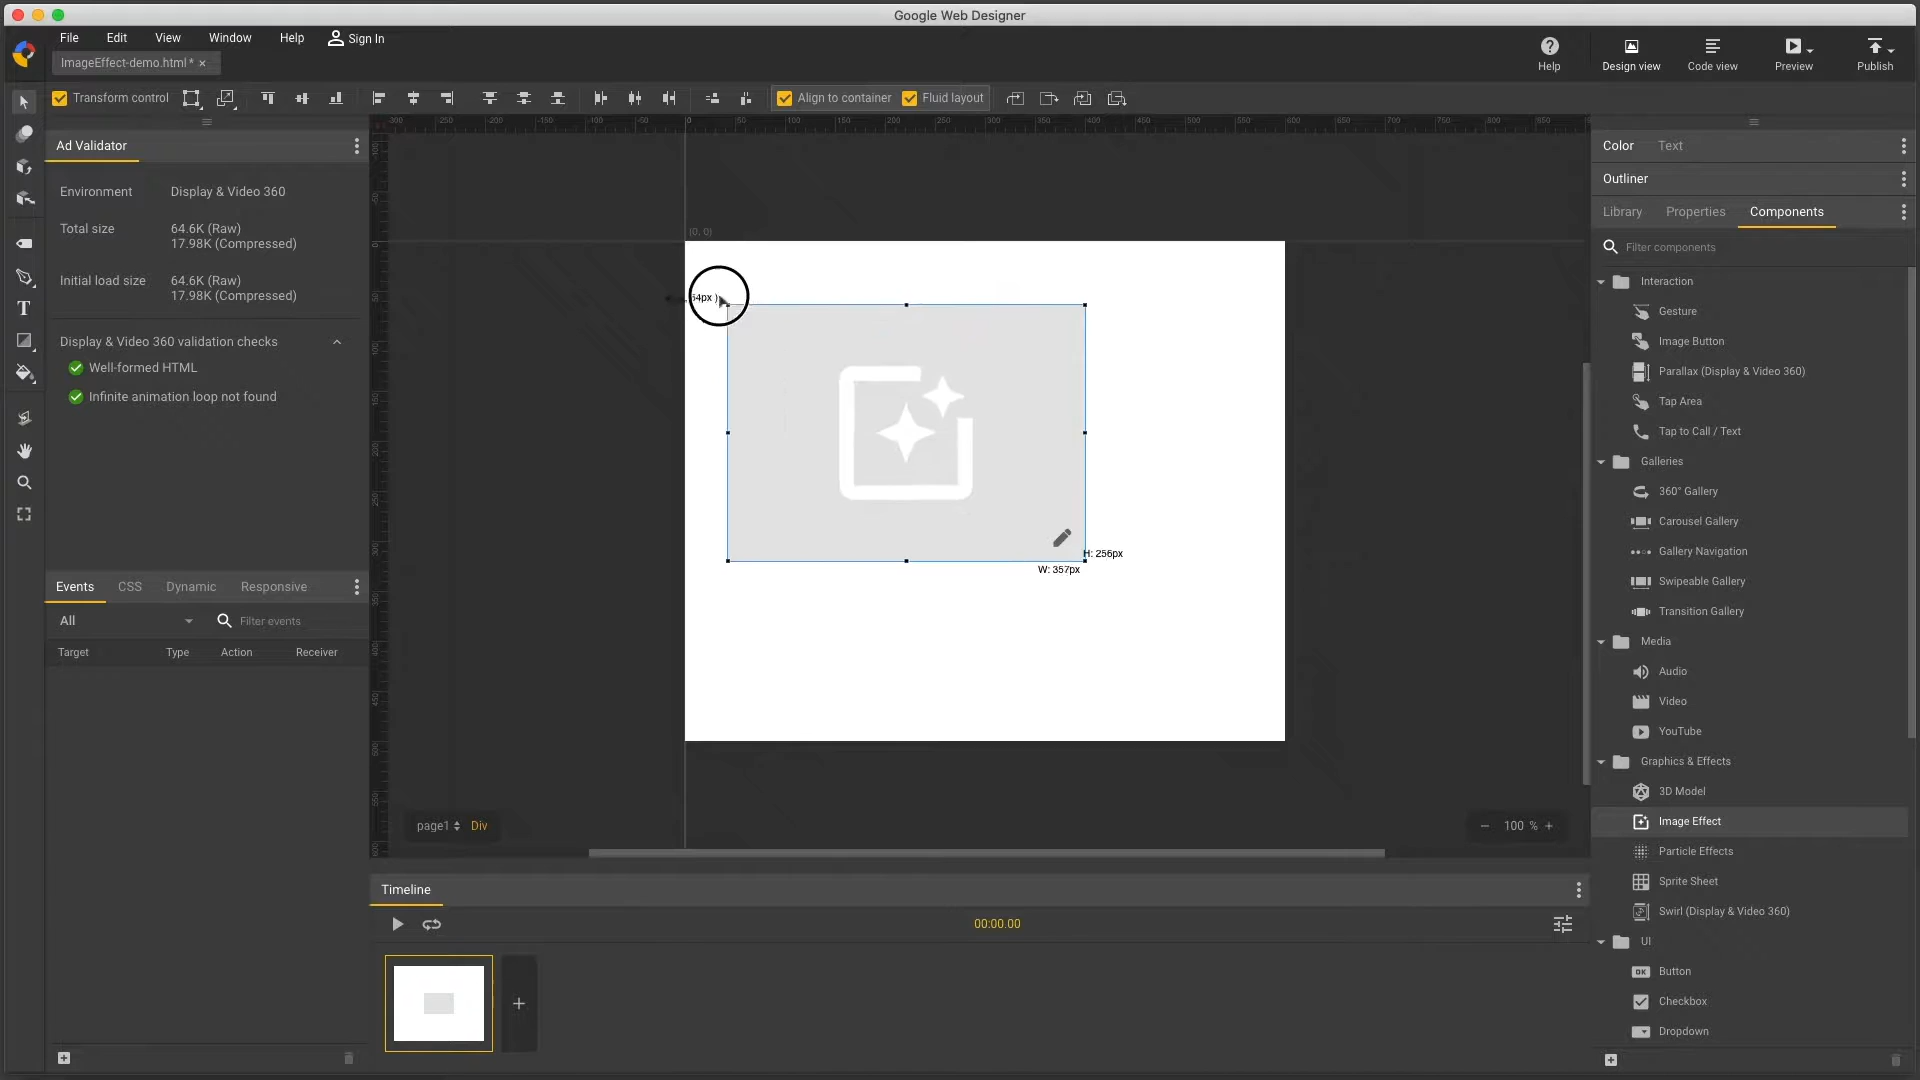 Google Web Designer
File Edit View Window Help Sign In
ImageEffect-demo.html* ×
Help Design view Code view Preview Publish
Transform control
Align to container Fluid layout
Ad Validator
Environment Display & Video 360
Total size 64.6K (Raw)
17.98K (Compressed)
Initial load size 64.6K (Raw)
17.98K (Compressed)
Display & Video 360 validation checks
Well-formed HTML
Infinite animation loop not found
Events CSS Dynamic Responsive
All Filter events
Target Type Action Receiver
(0, 0)
64px )
H: 256px
W: 357px
page1 Div
− 100 % +
Timeline
00:00.00
+
Color Text
Outliner
Library Properties Components
Filter components
Interaction
Gesture
Image Button
Parallax (Display & Video 360)
Tap Area
Tap to Call / Text
Galleries
360° Gallery
Carousel Gallery
Gallery Navigation
Swipeable Gallery
Transition Gallery
Media
Audio
Video
YouTube
Graphics & Effects
3D Model
Image Effect
Particle Effects
Sprite Sheet
Swirl (Display & Video 360)
UI
OK Button
Checkbox
Dropdown